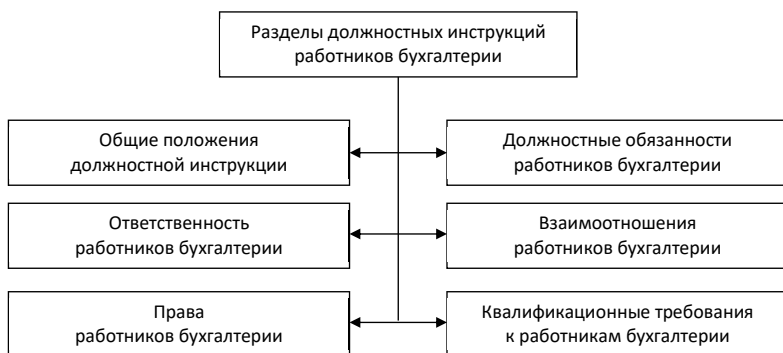 Разделы должностных инструкций
работников бухгалтерии
Общие положения
должностной инструкции
Должностные обязанности
работников бухгалтерии
Ответственность
работников бухгалтерии
Взаимоотношения
работников бухгалтерии
Права
работников бухгалтерии
Квалификационные требования
к работникам бухгалтерии